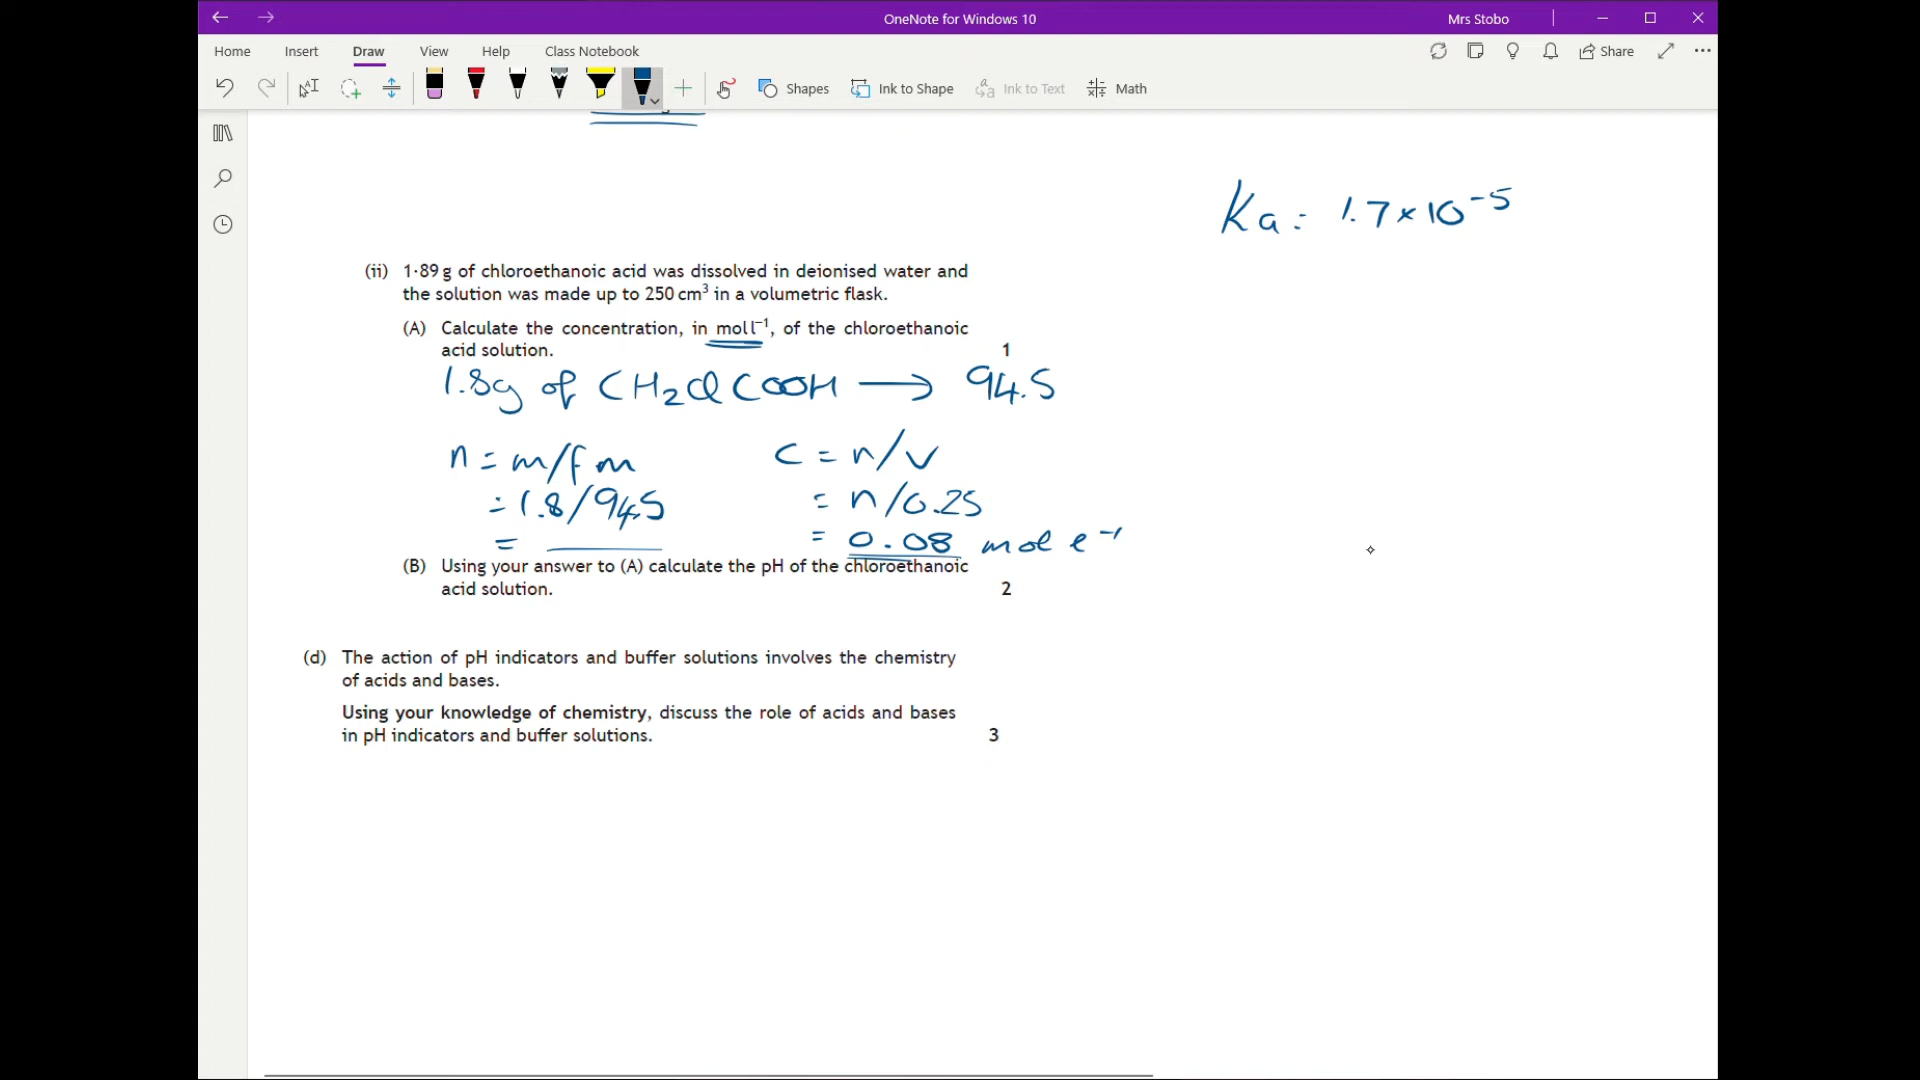 OneNote for Windows 10
Mrs Stobo
Home Insert Draw View Help Class Notebook
Share
Shapes Ink to Shape Ink to Text Math
Ka = 1.7 × 10⁻⁵
(ii) 1·89 g of chloroethanoic acid was dissolved in deionised water and
the solution was made up to 250 cm³ in a volumetric flask.
(A) Calculate the concentration, in mol l⁻¹, of the chloroethanoic
acid solution. 1
1.8g of CH₂ClCOOH → 94.5
n = m/fm c = n/v
= 1.8/94.5 = n/0.25
= = 0.08 mol l⁻¹
(B) Using your answer to (A) calculate the pH of the chloroethanoic
acid solution. 2
(d) The action of pH indicators and buffer solutions involves the chemistry
of acids and bases.
Using your knowledge of chemistry, discuss the role of acids and bases
in pH indicators and buffer solutions. 3